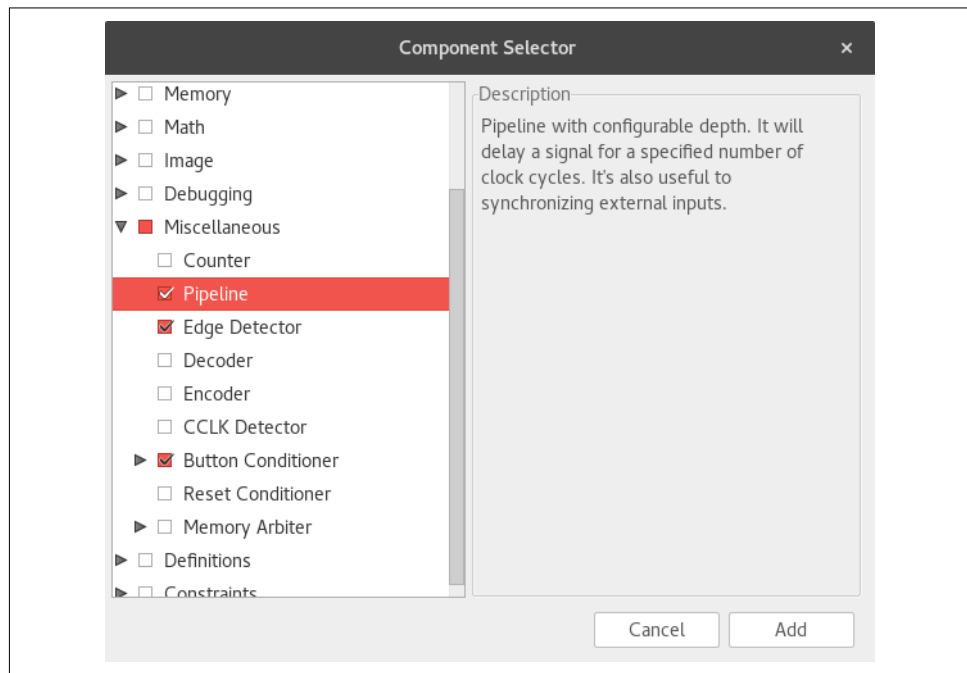 Component Selector
Memory
Math
Image
Debugging
Miscellaneous
Counter
Pipeline
Edge Detector
Decoder
Encoder
CCLK Detector
Button Conditioner
Reset Conditioner
Memory Arbiter
Definitions
Constraints
Description
Pipeline with configurable depth. It will
delay a signal for a specified number of
clock cycles. It's also useful to
synchronizing external inputs.
Cancel
Add